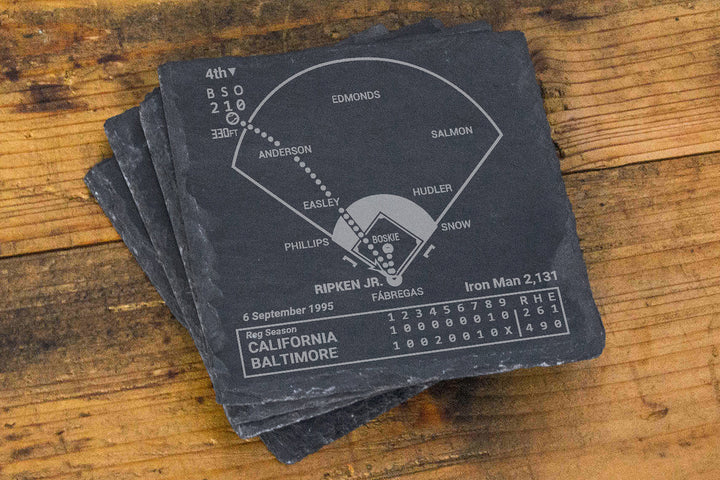 4th▼
B S O
2 1 0
330FT
EDMONDS
ANDERSON
SALMON
EASLEY
HUDLER
PHILLIPS
SNOW
BOSKIE
RIPKEN JR.
FÁBREGAS
6 September 1995
Iron Man 2,131
Reg Season
1 2 3 4 5 6 7 8 9 R H E
CALIFORNIA 1 0 0 0 0 0 0 1 0 2 6 1
BALTIMORE 1 0 0 2 0 0 1 0 X 4 9 0